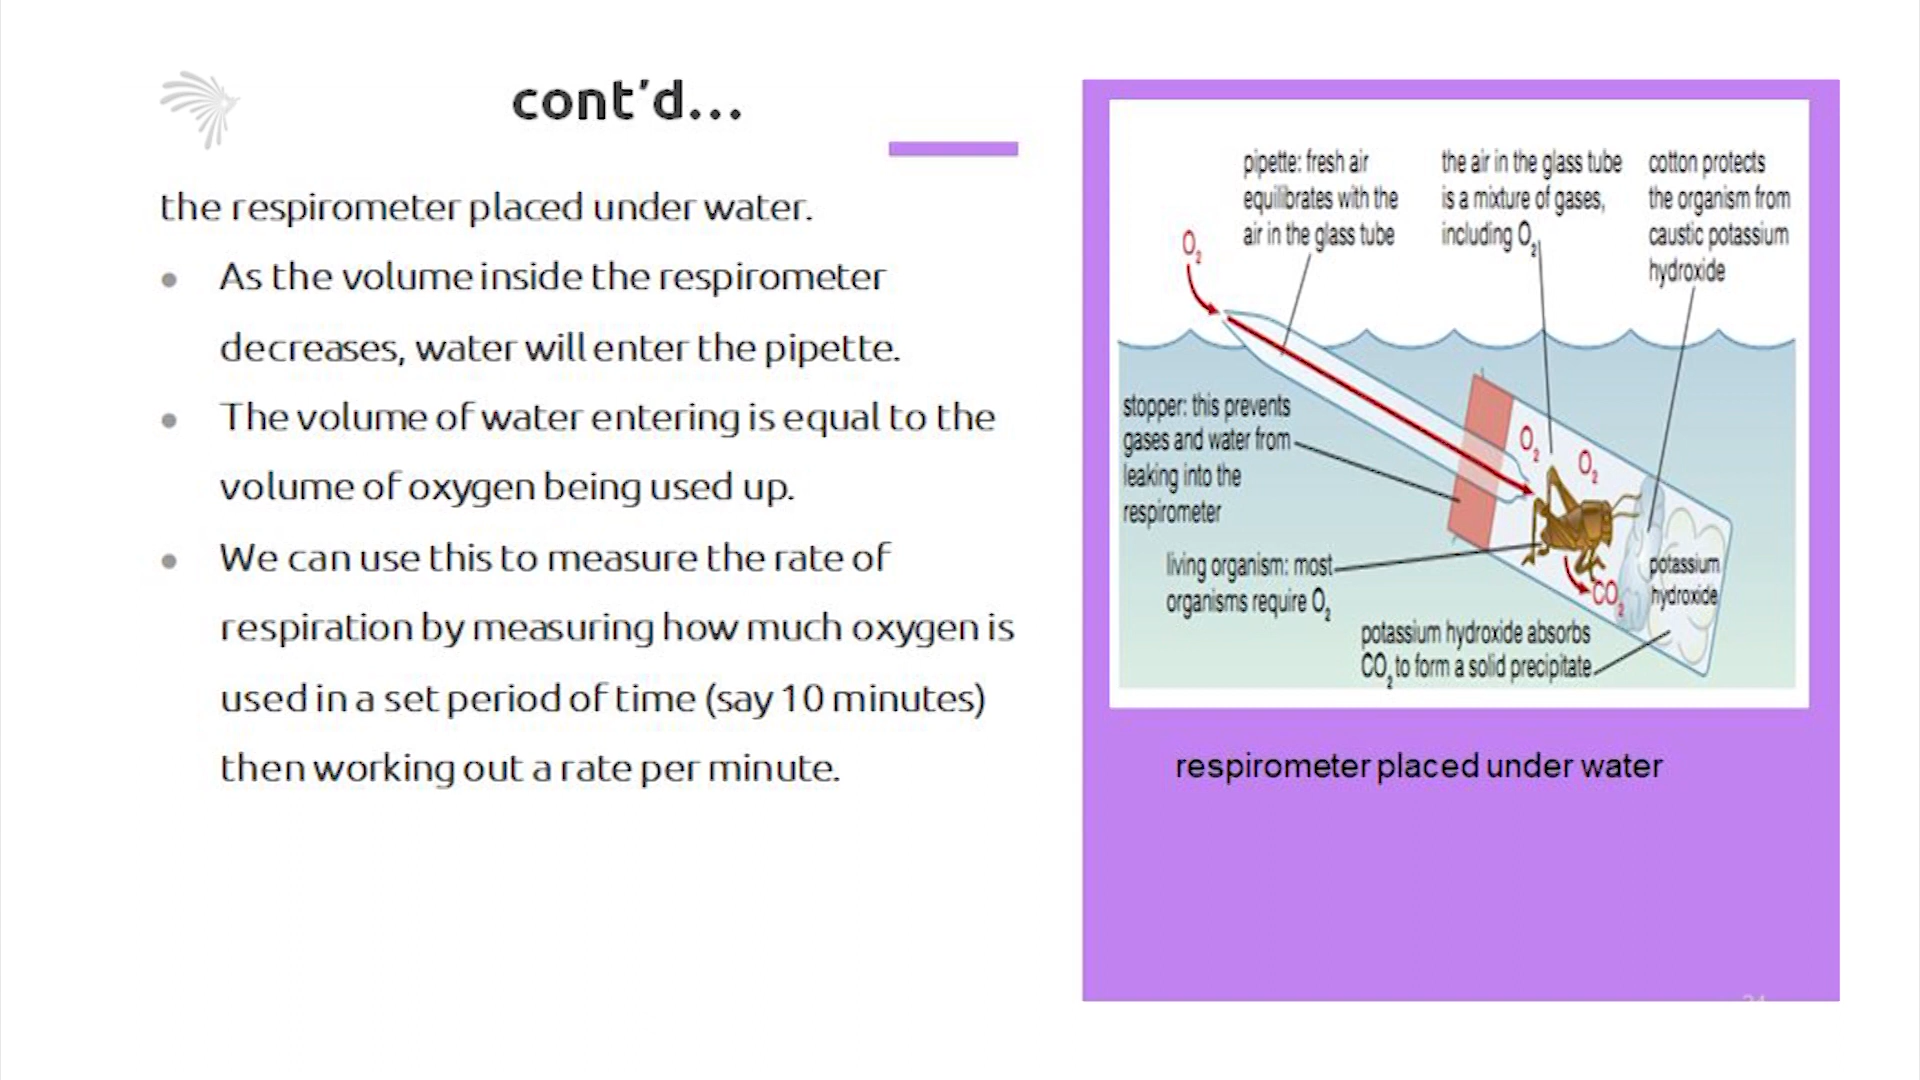 cont'd...
the respirometer placed under water.
● As the volume inside the respirometer
decreases, water will enter the pipette.
● The volume of water entering is equal to the
volume of oxygen being used up.
● We can use this to measure the rate of
respiration by measuring how much oxygen is
used in a set period of time (say 10 minutes)
then working out a rate per minute.
pipette: fresh air
equilibrates with the
air in the glass tube
the air in the glass tube
is a mixture of gases,
including O₂
cotton protects
the organism from
caustic potassium
hydroxide
O₂
stopper: this prevents
gases and water from
leaking into the
respirometer
O₂
O₂
living organism: most
organisms require O₂
CO₂
potassium
hydroxide
potassium hydroxide absorbs
CO₂ to form a solid precipitate
respirometer placed under water